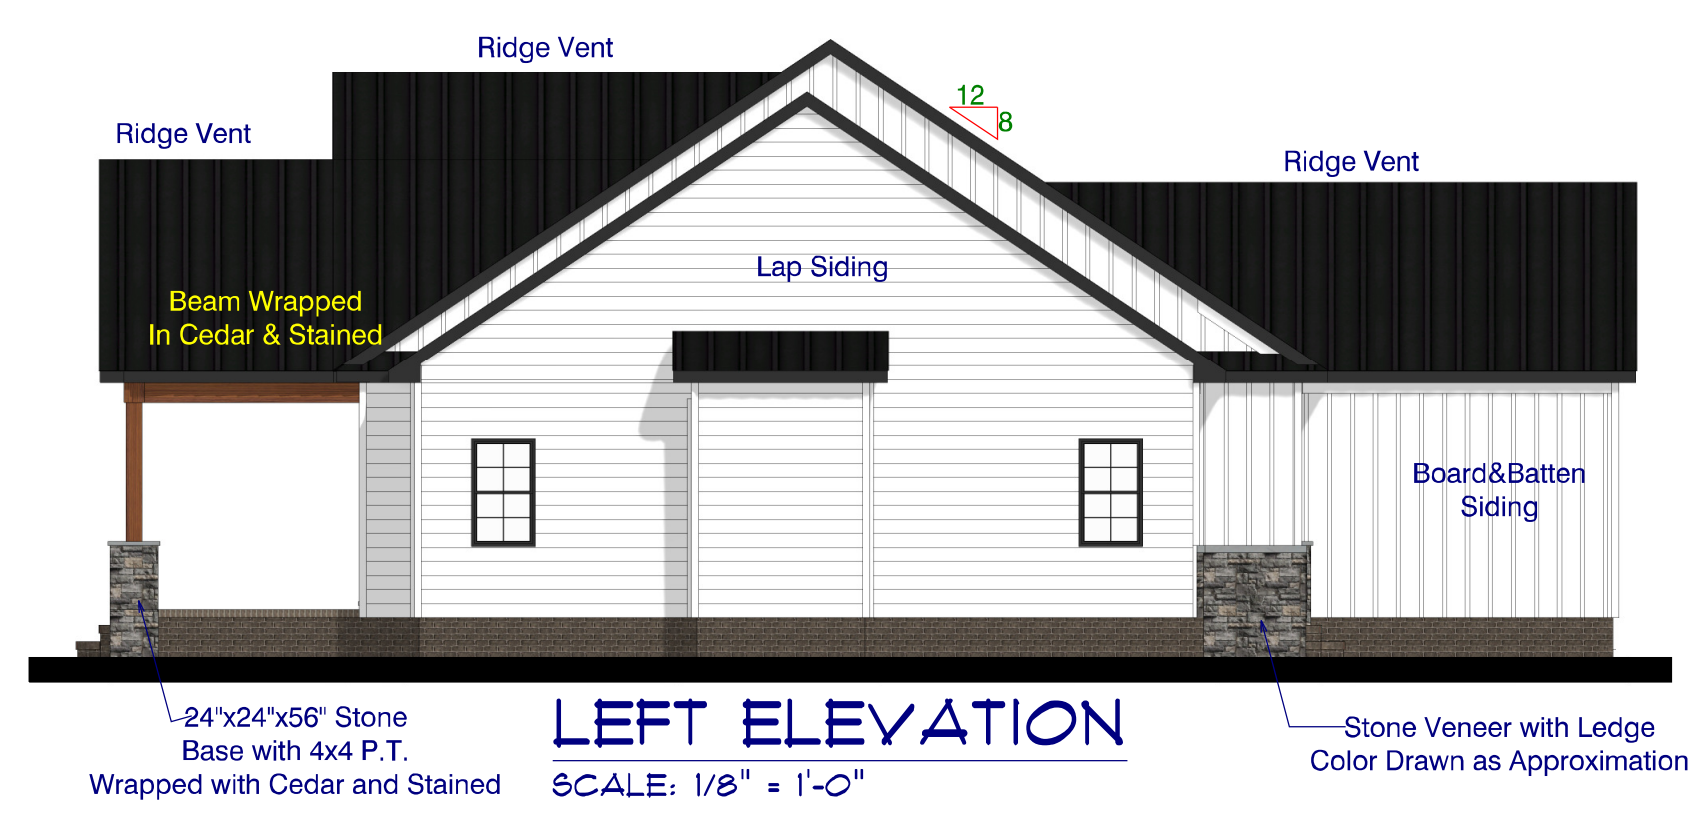 Ridge Vent
12
8
Ridge Vent
Ridge Vent
Lap Siding
Beam Wrapped
In Cedar & Stained
Board&Batten
Siding
24"x24"x56" Stone
Base with 4x4 P.T.
Wrapped with Cedar and Stained
LEFT ELEVATION
SCALE: 1/8" = 1'-0"
Stone Veneer with Ledge
Color Drawn as Approximation